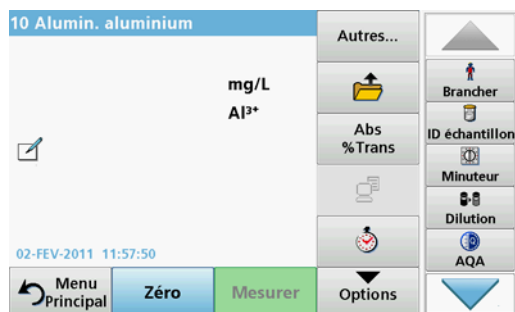 10 Alumin. aluminium
mg/L
Al³⁺
02-FEV-2011 11:57:50
Menu
Principal
Zéro
Mesurer
Autres...
Abs
%Trans
Options
Brancher
ID échantillon
Minuteur
Dilution
AQA